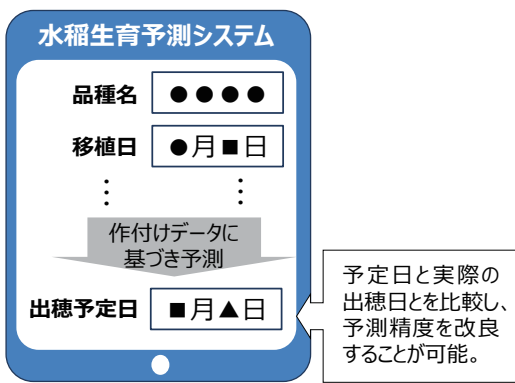 水稲生育予測システム
品種名 ●●●●
移植日 ●月■日
⋮ ⋮
作付けデータに
基づき予測
出穂予定日 ■月▲日
予定日と実際の
出穂日とを比較し、
予測精度を改良
することが可能。